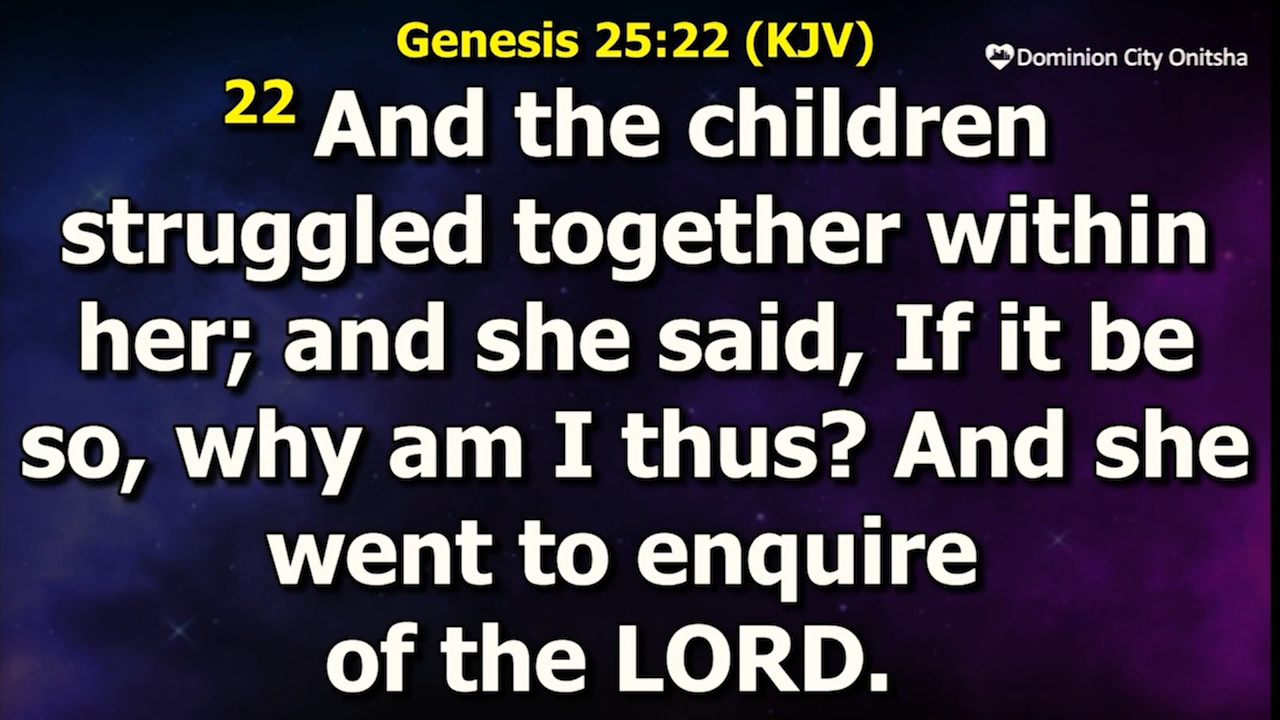 Genesis 25:22 (KJV)
Dominion City Onitsha
22 And the children
struggled together within
her; and she said, If it be
so, why am I thus? And she
went to enquire
of the LORD.